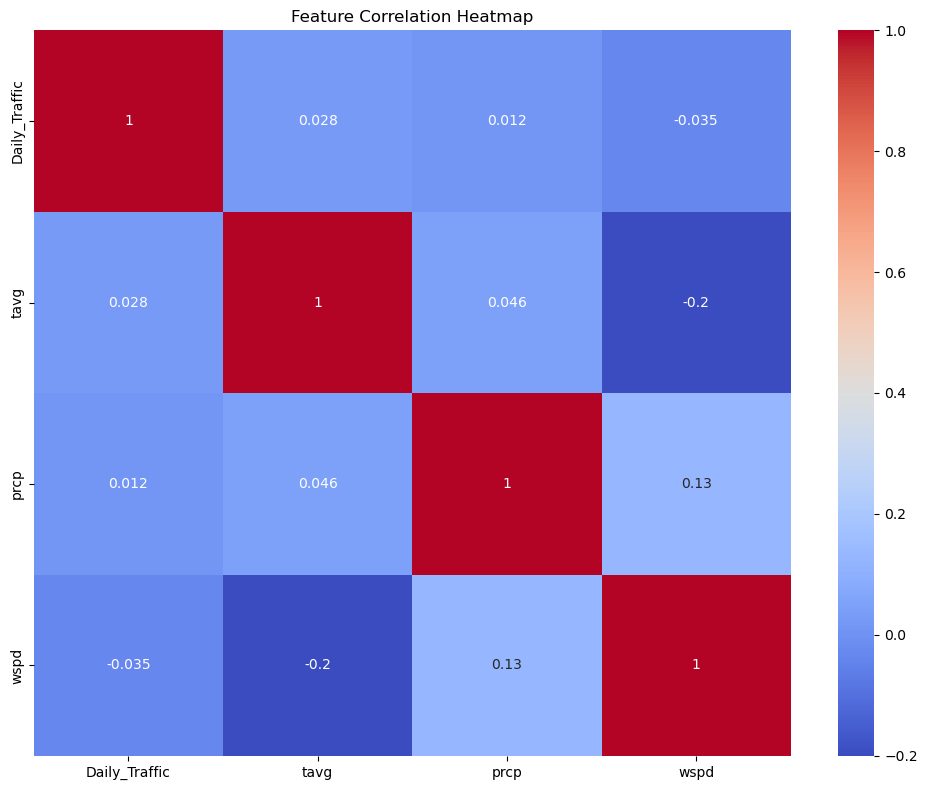 Feature Correlation Heatmap
Daily_Traffic 1 0.028 0.012 -0.035
tavg 0.028 1 0.046 -0.2
prcp 0.012 0.046 1 0.13
wspd -0.035 -0.2 0.13 1
Daily_Traffic tavg prcp wspd
1.0
0.8
0.6
0.4
0.2
0.0
−0.2